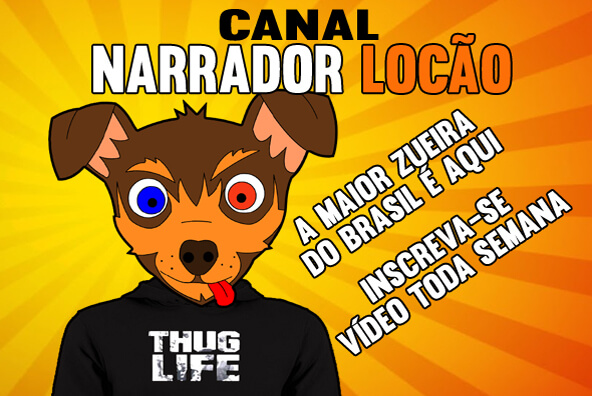 CANAL
NARRADOR LOCÃO
A MAIOR ZUEIRA
DO BRASIL É AQUI
INSCREVA-SE
VÍDEO TODA SEMANA
THUG
LIFE